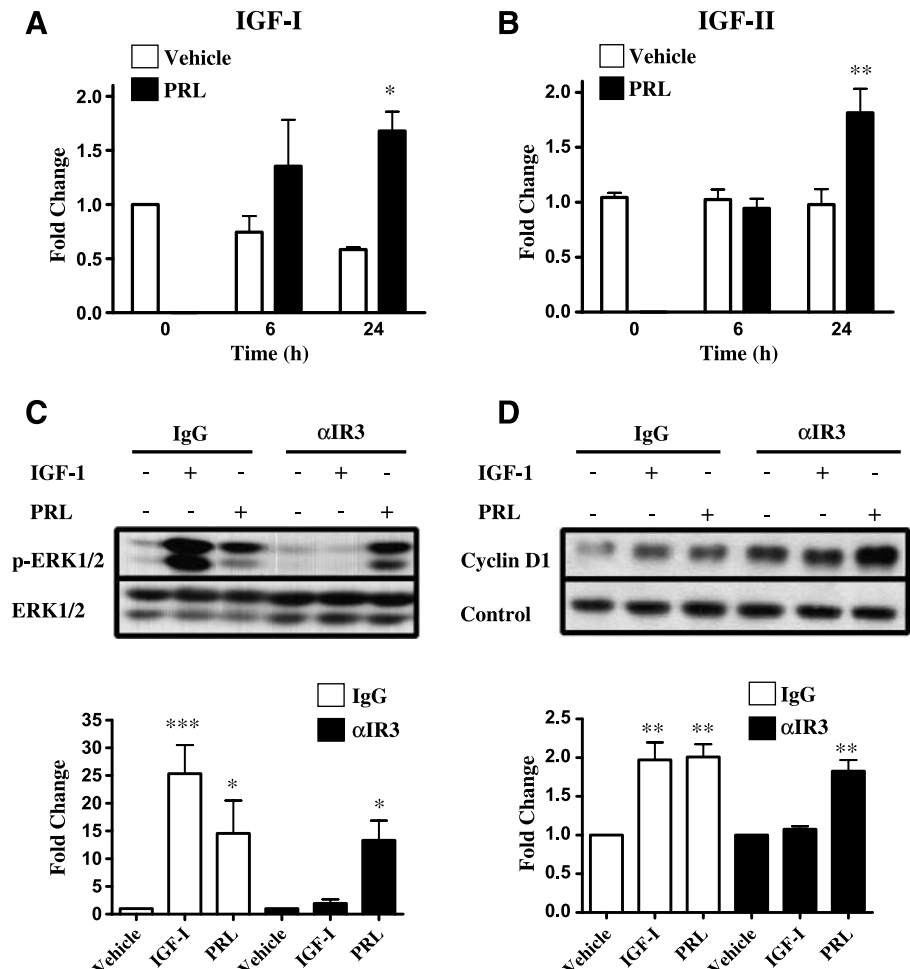 A IGF-I
Vehicle
PRL
*
2.0
1.5
1.0
0.5
0.0
Fold Change
0 6 24
Time (h)
B IGF-II
Vehicle
PRL
**
2.0
1.5
1.0
0.5
0.0
Fold Change
0 6 24
Time (h)
C
IgG αIR3
IGF-1 - + - - + -
PRL - - + - - +
p-ERK1/2
ERK1/2
IgG
αIR3
35
30
25
20
15
10
5
0
Fold Change
*** * *
Vehicle IGF-I PRL Vehicle IGF-I PRL
D
IgG αIR3
IGF-1 - + - - + -
PRL - - + - - +
Cyclin D1
Control
IgG
αIR3
2.5
2.0
1.5
1.0
0.5
0.0
Fold Change
** ** **
Vehicle IGF-I PRL Vehicle IGF-I PRL